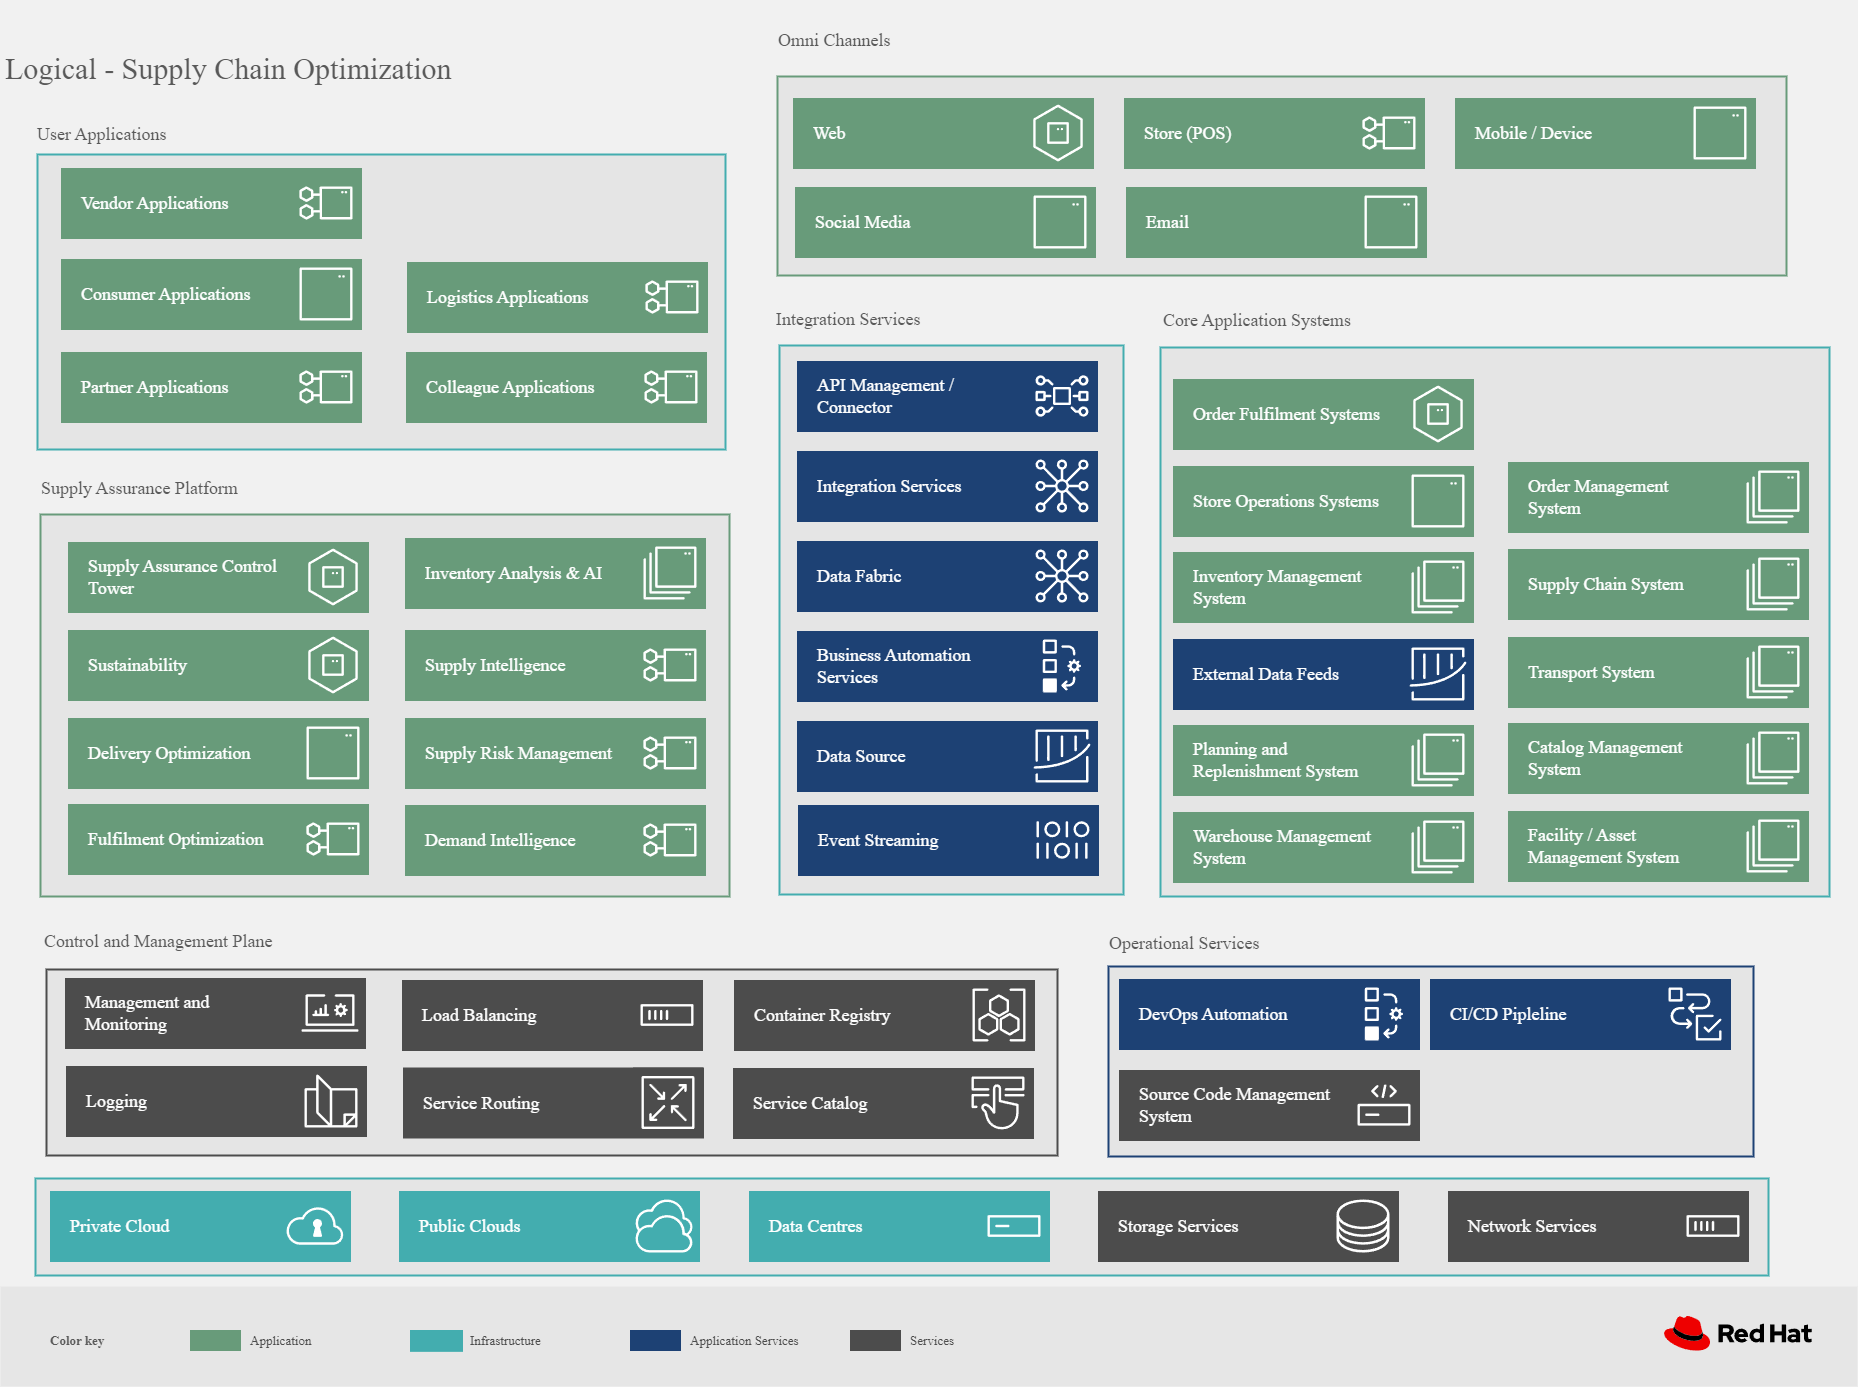 Logical - Supply Chain Optimization
User Applications
Vendor Applications
Consumer Applications
Logistics Applications
Partner Applications
Colleague Applications
Omni Channels
Web
Store (POS)
Mobile / Device
Social Media
Email
Supply Assurance Platform
Supply Assurance Control
Tower
Inventory Analysis & AI
Sustainability
Supply Intelligence
Delivery Optimization
Supply Risk Management
Fulfilment Optimization
Demand Intelligence
Integration Services
API Management /
Connector
Integration Services
Data Fabric
Business Automation
Services
Data Source
Event Streaming
Core Application Systems
Order Fulfilment Systems
Store Operations Systems
Order Management
System
Inventory Management
System
Supply Chain System
External Data Feeds
Transport System
Planning and
Replenishment System
Catalog Management
System
Warehouse Management
System
Facility / Asset
Management System
Control and Management Plane
Management and
Monitoring
Load Balancing
Container Registry
Logging
Service Routing
Service Catalog
Operational Services
DevOps Automation
CI/CD Pipleline
Source Code Management
System
Private Cloud
Public Clouds
Data Centres
Storage Services
Network Services
Color key
Application
Infrastructure
Application Services
Services
Red Hat